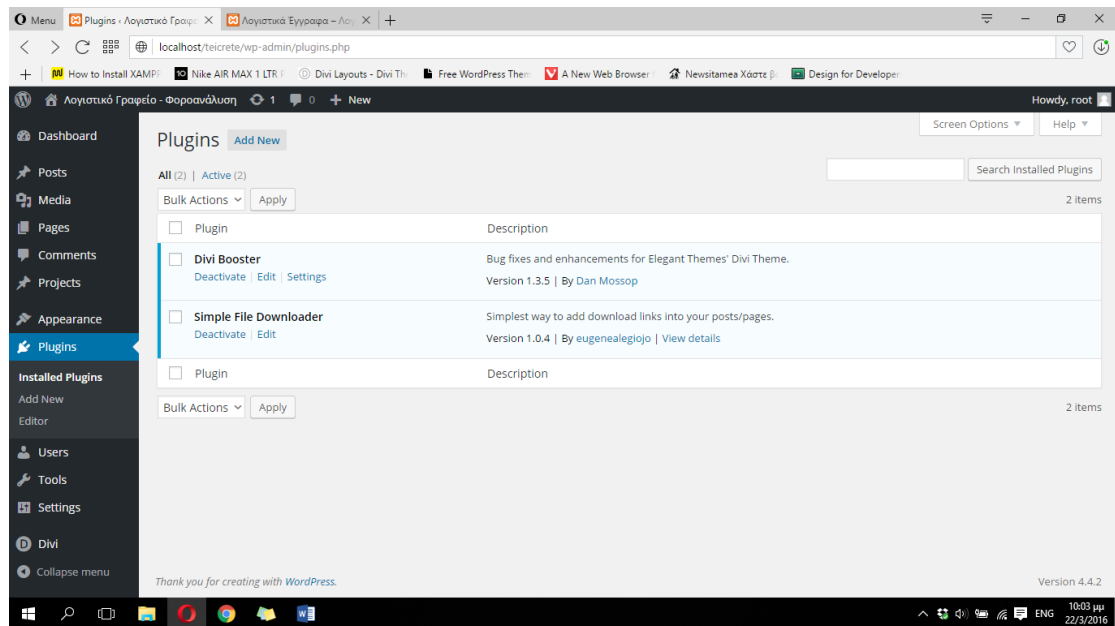 Menu Plugins ‹ Λογιστικό Γραφε Λογιστικά Έγγραφα – Λογ
localhost/teicrete/wp-admin/plugins.php
How to Install XAMPP Nike AIR MAX 1 LTR Divi Layouts - Divi Th Free WordPress Them A New Web Browser Newsitamea Χάστε β Design for Developer
Λογιστικό Γραφείο - Φοροανάλυση 1 0 + New Howdy, root
Screen Options Help
Dashboard
Posts
Media
Pages
Comments
Projects
Appearance
Plugins
Installed Plugins
Add New
Editor
Users
Tools
Settings
Divi
Collapse menu
Plugins Add New
All (2) | Active (2)
Search Installed Plugins
Bulk Actions Apply 2 items
Plugin Description
Divi Booster Bug fixes and enhancements for Elegant Themes' Divi Theme.
Deactivate | Edit | Settings Version 1.3.5 | By Dan Mossop
Simple File Downloader Simplest way to add download links into your posts/pages.
Deactivate | Edit Version 1.0.4 | By eugenealegiojo | View details
Plugin Description
Bulk Actions Apply 2 items
Thank you for creating with WordPress. Version 4.4.2
ENG 10:03 μμ
22/3/2016